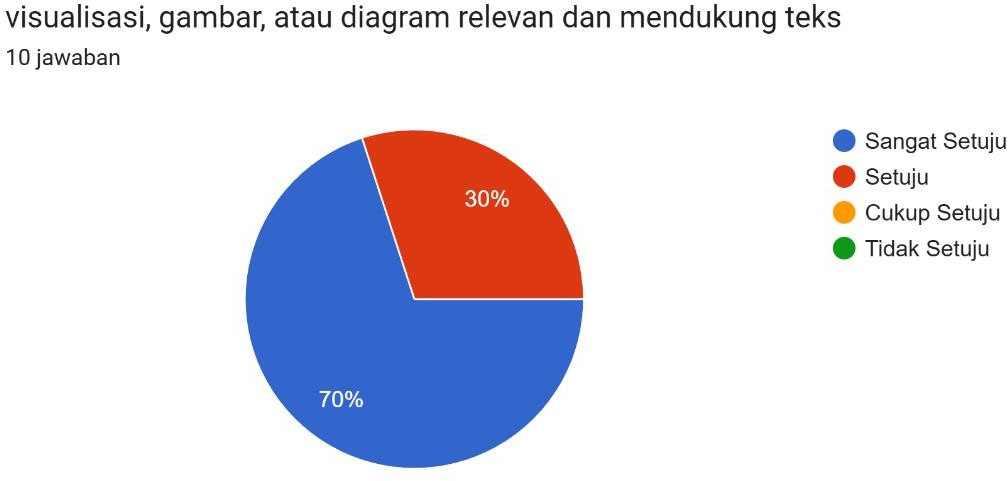 visualisasi, gambar, atau diagram relevan dan mendukung teks
10 jawaban
Sangat Setuju
Setuju
Cukup Setuju
Tidak Setuju
30%
70%